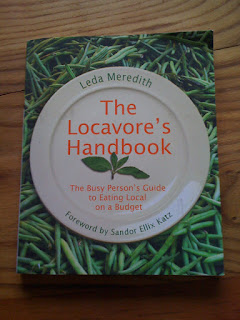 Leda Meredith
The
Locavore's
Handbook
The Busy Person's Guide
to Eating Local
on a Budget
Foreword by Sandor Ellix Katz